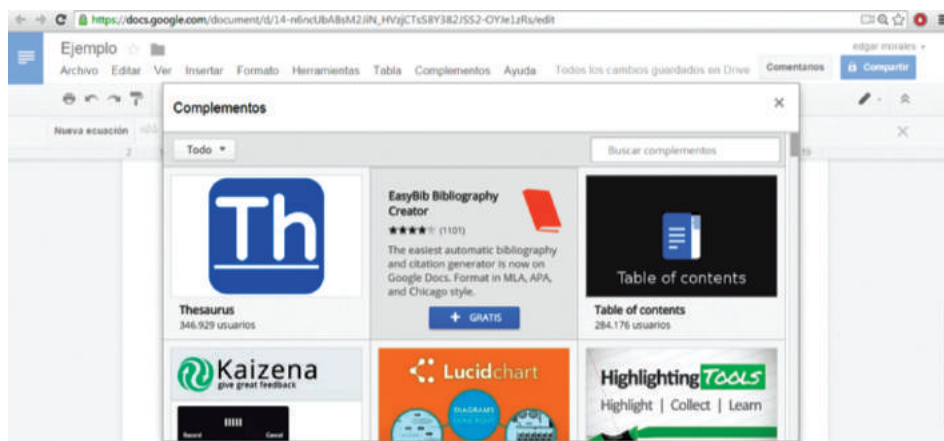 https://docs.google.com/document/d/14-n6ncUbABsM2JiN_HVzjCTsS8Y382JSS2-OYJe1zRs/edit
Ejemplo
edgar morales
Archivo Editar Ver Insertar Formato Herramientas Tabla Complementos Ayuda Todos los cambios guardados en Drive Comentarios Compartir
Complementos
Nueva ecuación
Todo
Buscar complementos
2
Th
EasyBib Bibliography
Creator
(1101)
The easiest automatic bibliography
and citation generator is now on
Google Docs. Format in MLA, APA,
and Chicago style.
+ GRATIS
Table of contents
Thesaurus
346.929 usuarios
Table of contents
284.176 usuarios
Kaizena
give great feedback
Record Cancel
Lucidchart
DIAGRAMS
Highlighting TOOLS
Highlight | Collect | Learn